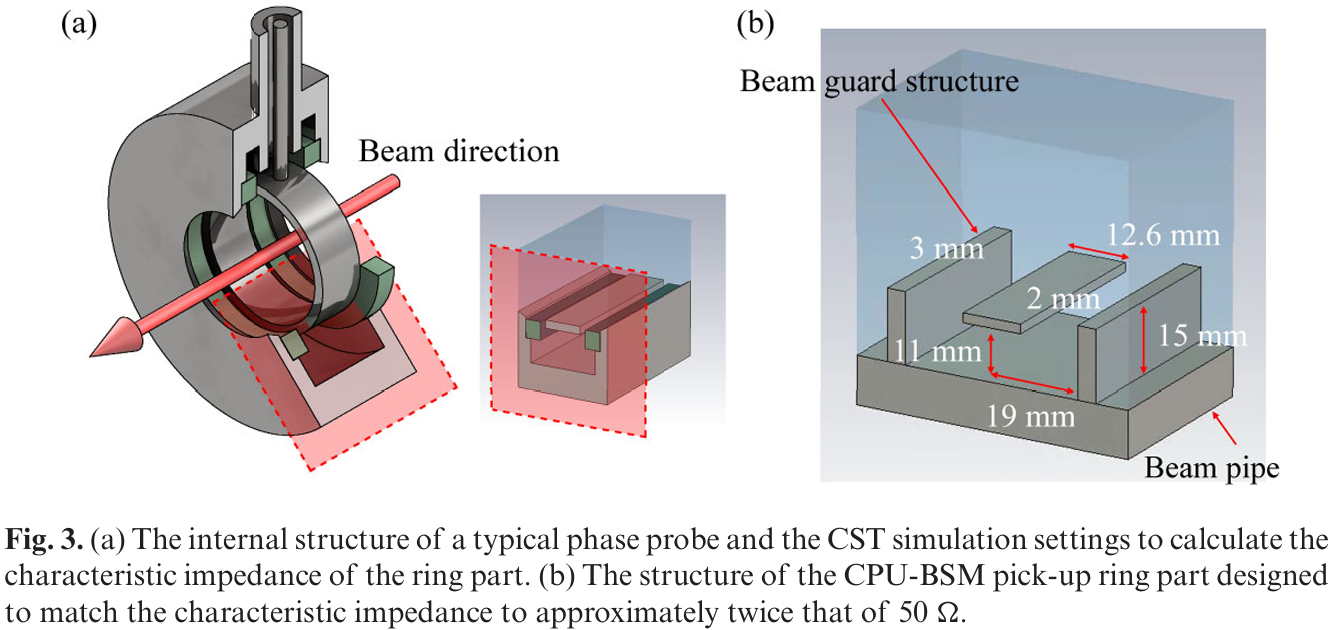 (a)
Beam direction
(b)
Beam guard structure
3 mm
12.6 mm
2 mm
11 mm
15 mm
19 mm
Beam pipe
Fig. 3. (a) The internal structure of a typical phase probe and the CST simulation settings to calculate the
characteristic impedance of the ring part. (b) The structure of the CPU-BSM pick-up ring part designed
to match the characteristic impedance to approximately twice that of 50 Ω.